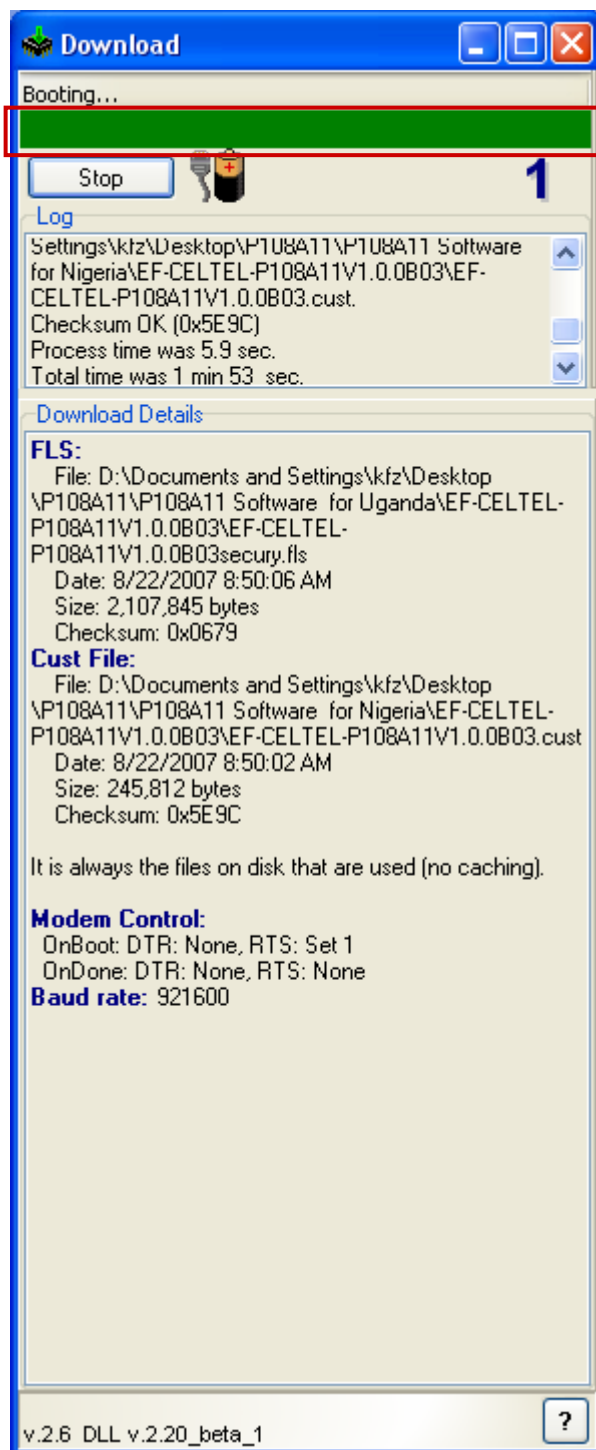 Download
Booting...
Stop
1
Log
Settings\kfz\Desktop\P108A11\P108A11 Software
for Nigeria\EF-CELTEL-P108A11V1.0.0B03\EF-
CELTEL-P108A11V1.0.0B03.cust.
Checksum OK (0x5E9C)
Process time was 5.9 sec.
Total time was 1 min 53  sec.
Download Details
FLS:
File: D:\Documents and Settings\kfz\Desktop
\P108A11\P108A11 Software  for Uganda\EF-CELTEL-
P108A11V1.0.0B03\EF-CELTEL-
P108A11V1.0.0B03secury.fls
Date: 8/22/2007 8:50:06 AM
Size: 2,107,845 bytes
Checksum: 0x0679
Cust File:
File: D:\Documents and Settings\kfz\Desktop
\P108A11\P108A11 Software  for Nigeria\EF-CELTEL-
P108A11V1.0.0B03\EF-CELTEL-P108A11V1.0.0B03.cust
Date: 8/22/2007 8:50:02 AM
Size: 245,812 bytes
Checksum: 0x5E9C
It is always the files on disk that are used (no caching).
Modem Control:
OnBoot: DTR: None, RTS: Set 1
OnDone: DTR: None, RTS: None
Baud rate: 921600
v.2.6  DLL v.2.20_beta_1
?